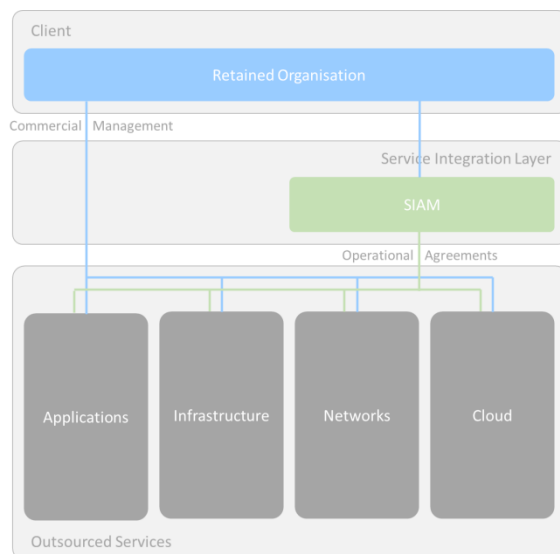 Client
Retained Organisation
Commercial Management
Service Integration Layer
SIAM
Operational Agreements
Applications
Infrastructure
Networks
Cloud
Outsourced Services